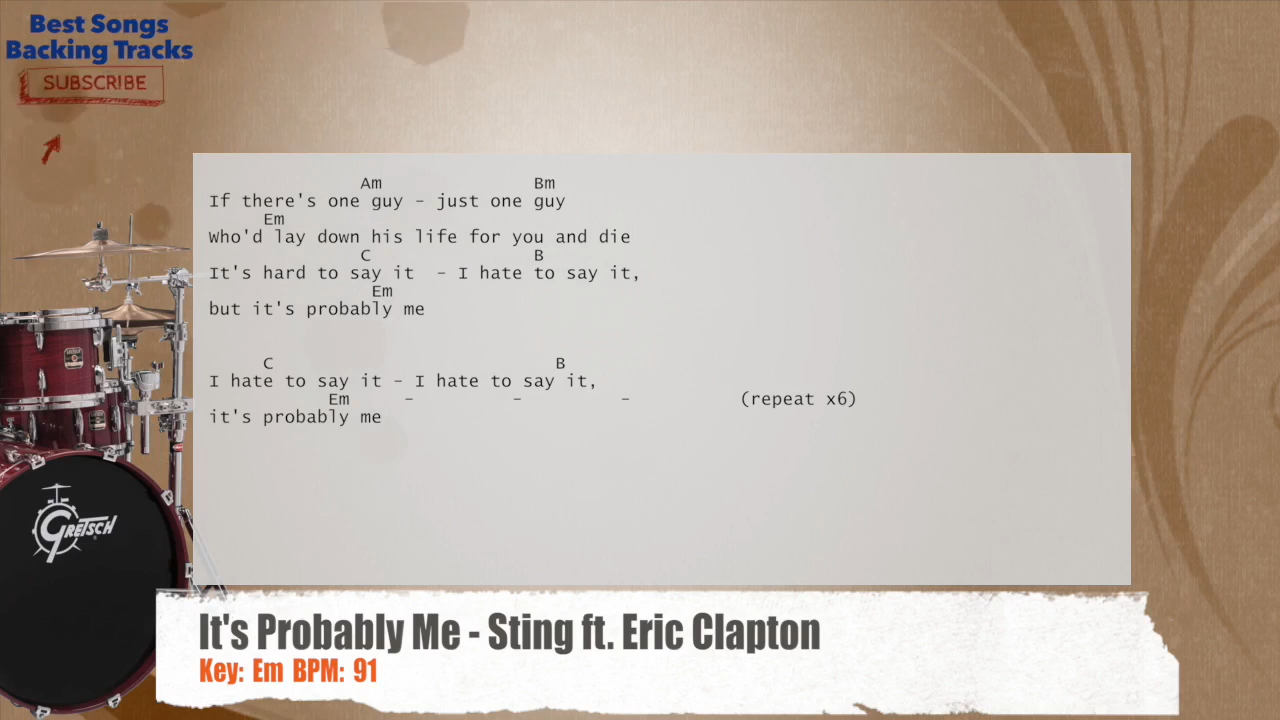 Best Songs
Backing Tracks
SUBSCRIBE
Am Bm
If there's one guy – just one guy
Em
Who'd lay down his life for you and die
C B
It's hard to say it – I hate to say it,
Em
but it's probably me
C B
I hate to say it – I hate to say it,
Em – – – (repeat x6)
it's probably me
GRETSCH
It's Probably Me - Sting ft. Eric Clapton
Key: Em BPM: 91